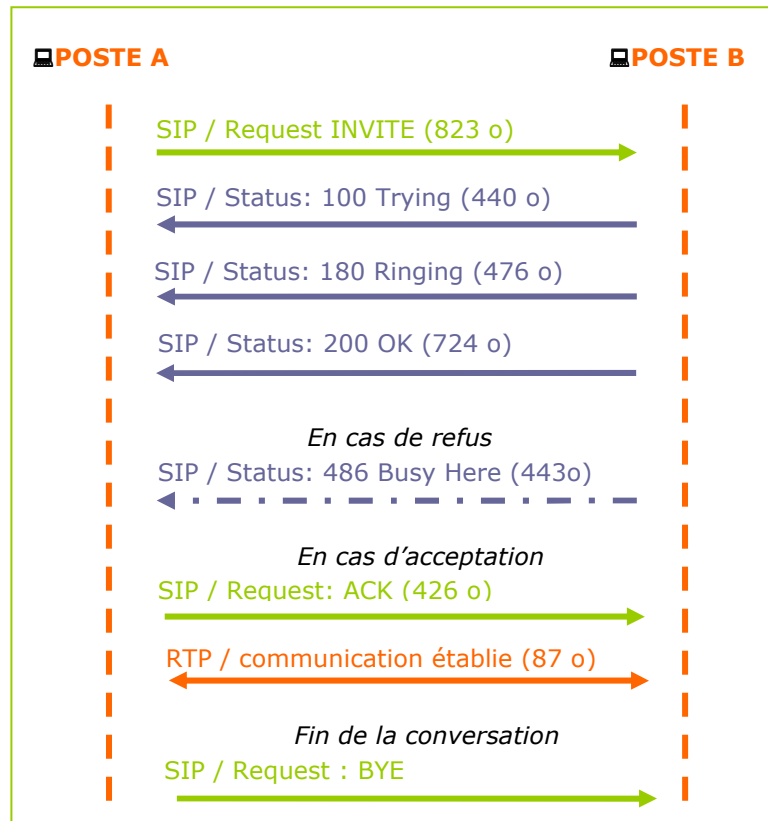 POSTE A POSTE B
SIP / Request INVITE (823 o)
SIP / Status: 100 Trying (440 o)
SIP / Status: 180 Ringing (476 o)
SIP / Status: 200 OK (724 o)
En cas de refus
SIP / Status: 486 Busy Here (443o)
En cas d’acceptation
SIP / Request: ACK (426 o)
RTP / communication établie (87 o)
Fin de la conversation
SIP / Request : BYE